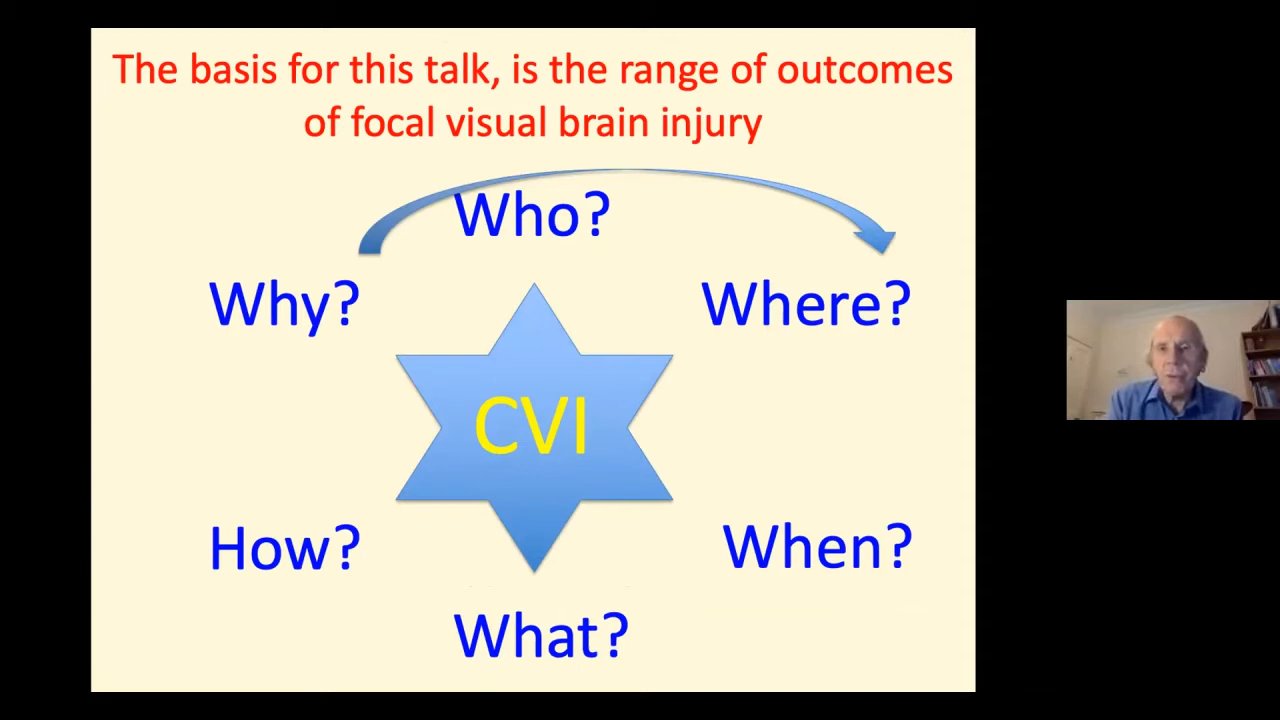 The basis for this talk, is the range of outcomes
of focal visual brain injury
Who?
Why?
Where?
CVI
How?
When?
What?